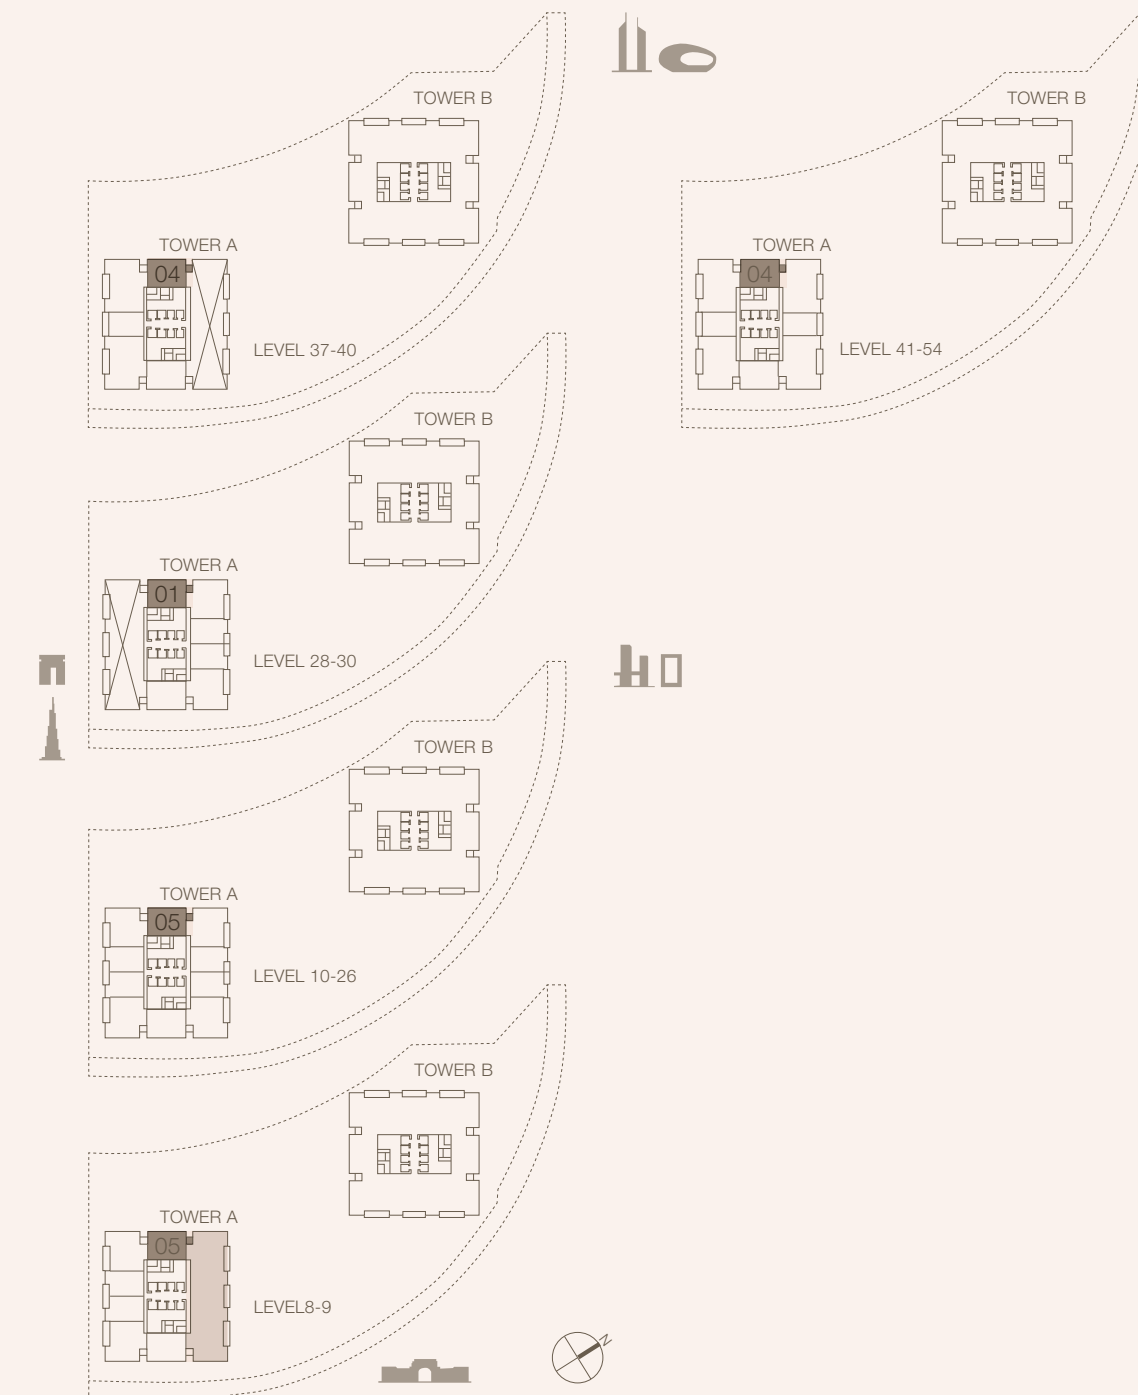 TOWER B
TOWER A
04
LEVEL 37-40
TOWER B
TOWER A
04
LEVEL 41-54
TOWER B
TOWER A
01
LEVEL 28-30
TOWER B
TOWER A
05
LEVEL 10-26
TOWER B
TOWER A
05
LEVEL8-9
N